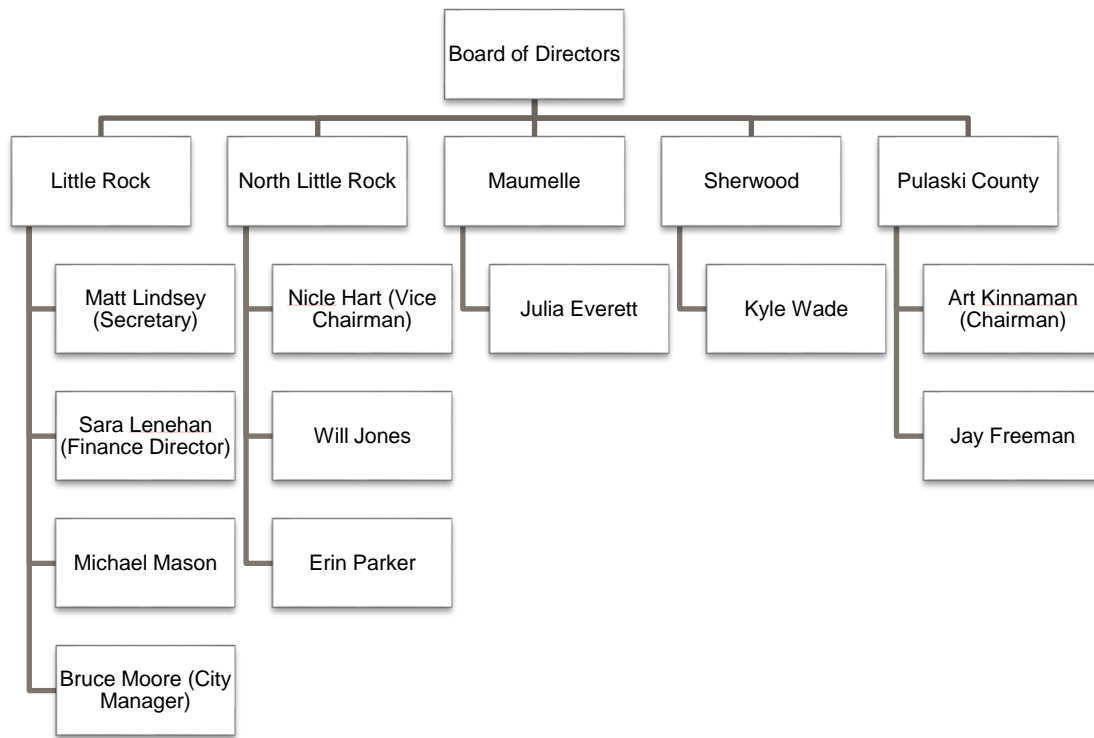 Board of Directors
Little Rock
North Little Rock
Maumelle
Sherwood
Pulaski County
Matt Lindsey
(Secretary)
Nicle Hart (Vice
Chairman)
Julia Everett
Kyle Wade
Art Kinnaman
(Chairman)
Sara Lenehan
(Finance Director)
Will Jones
Jay Freeman
Michael Mason
Erin Parker
Bruce Moore (City
Manager)